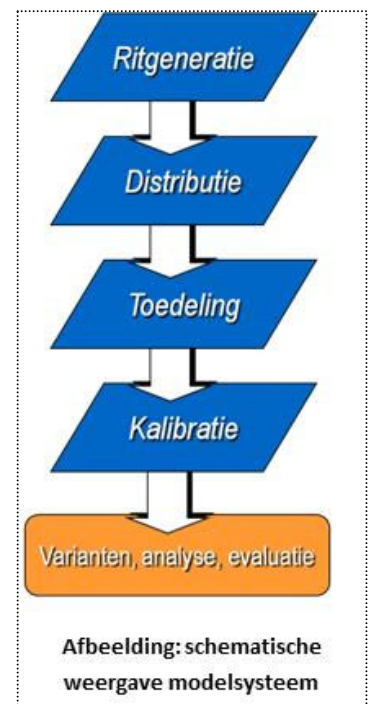 Ritgeneratie
Distributie
Toedeling
Kalibratie
Varianten, analyse, evaluatie
Afbeelding: schematische
weergave modelsysteem